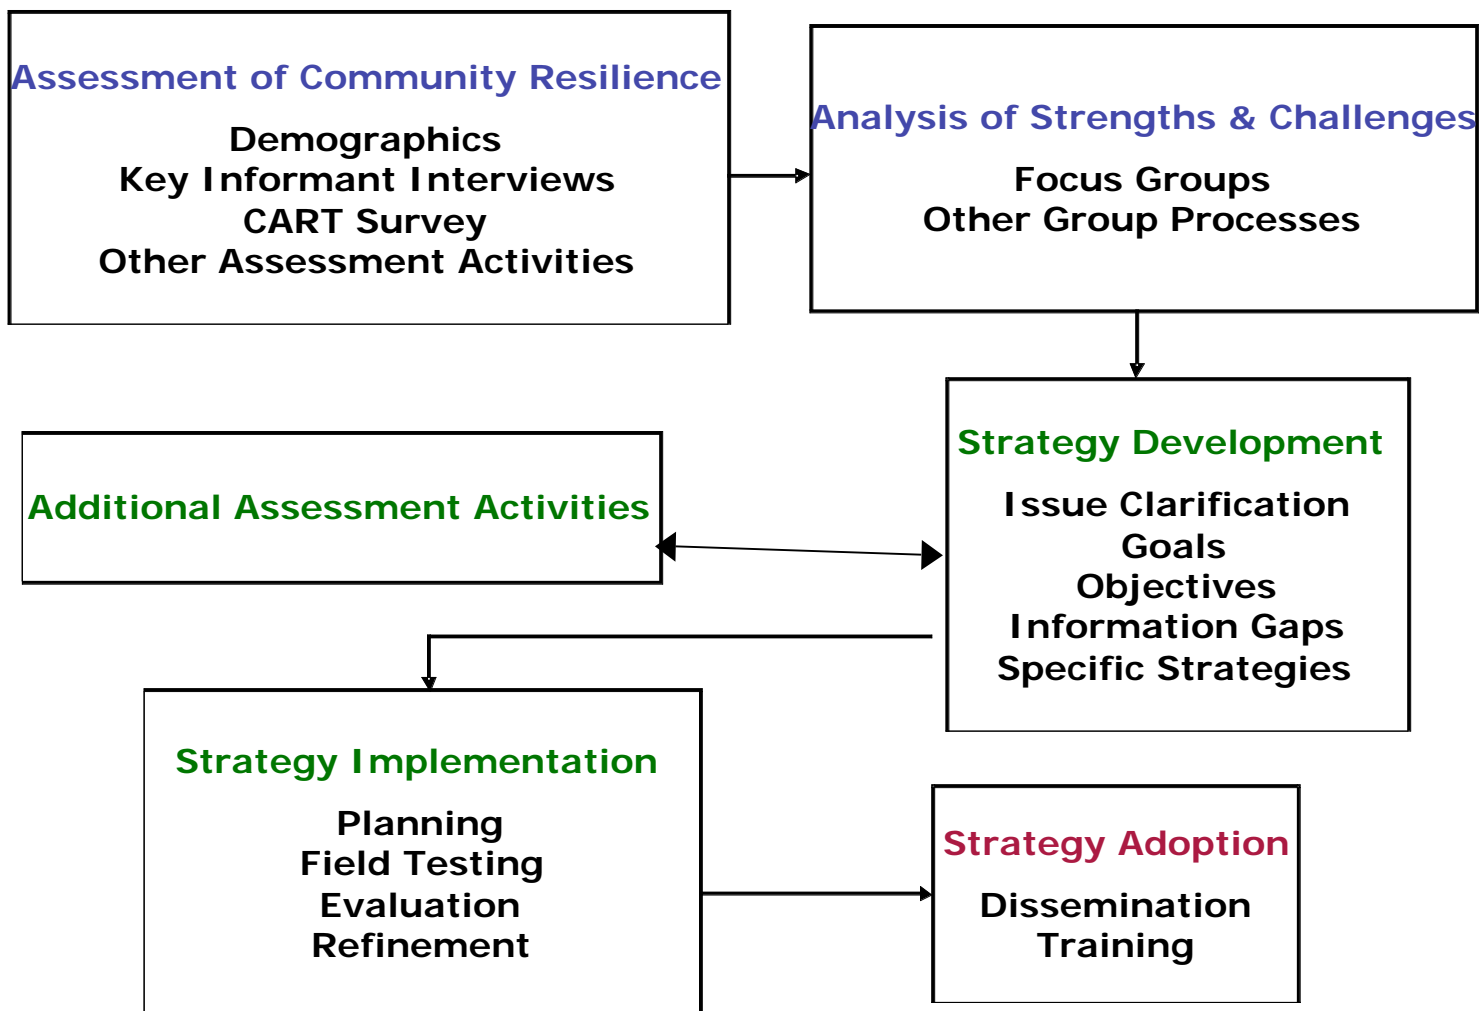 Assessment of Community Resilience
Demographics
Key Informant Interviews
CART Survey
Other Assessment Activities
Analysis of Strengths & Challenges
Focus Groups
Other Group Processes
Strategy Development
Issue Clarification
Goals
Objectives
Information Gaps
Specific Strategies
Additional Assessment Activities
Strategy Implementation
Planning
Field Testing
Evaluation
Refinement
Strategy Adoption
Dissemination
Training